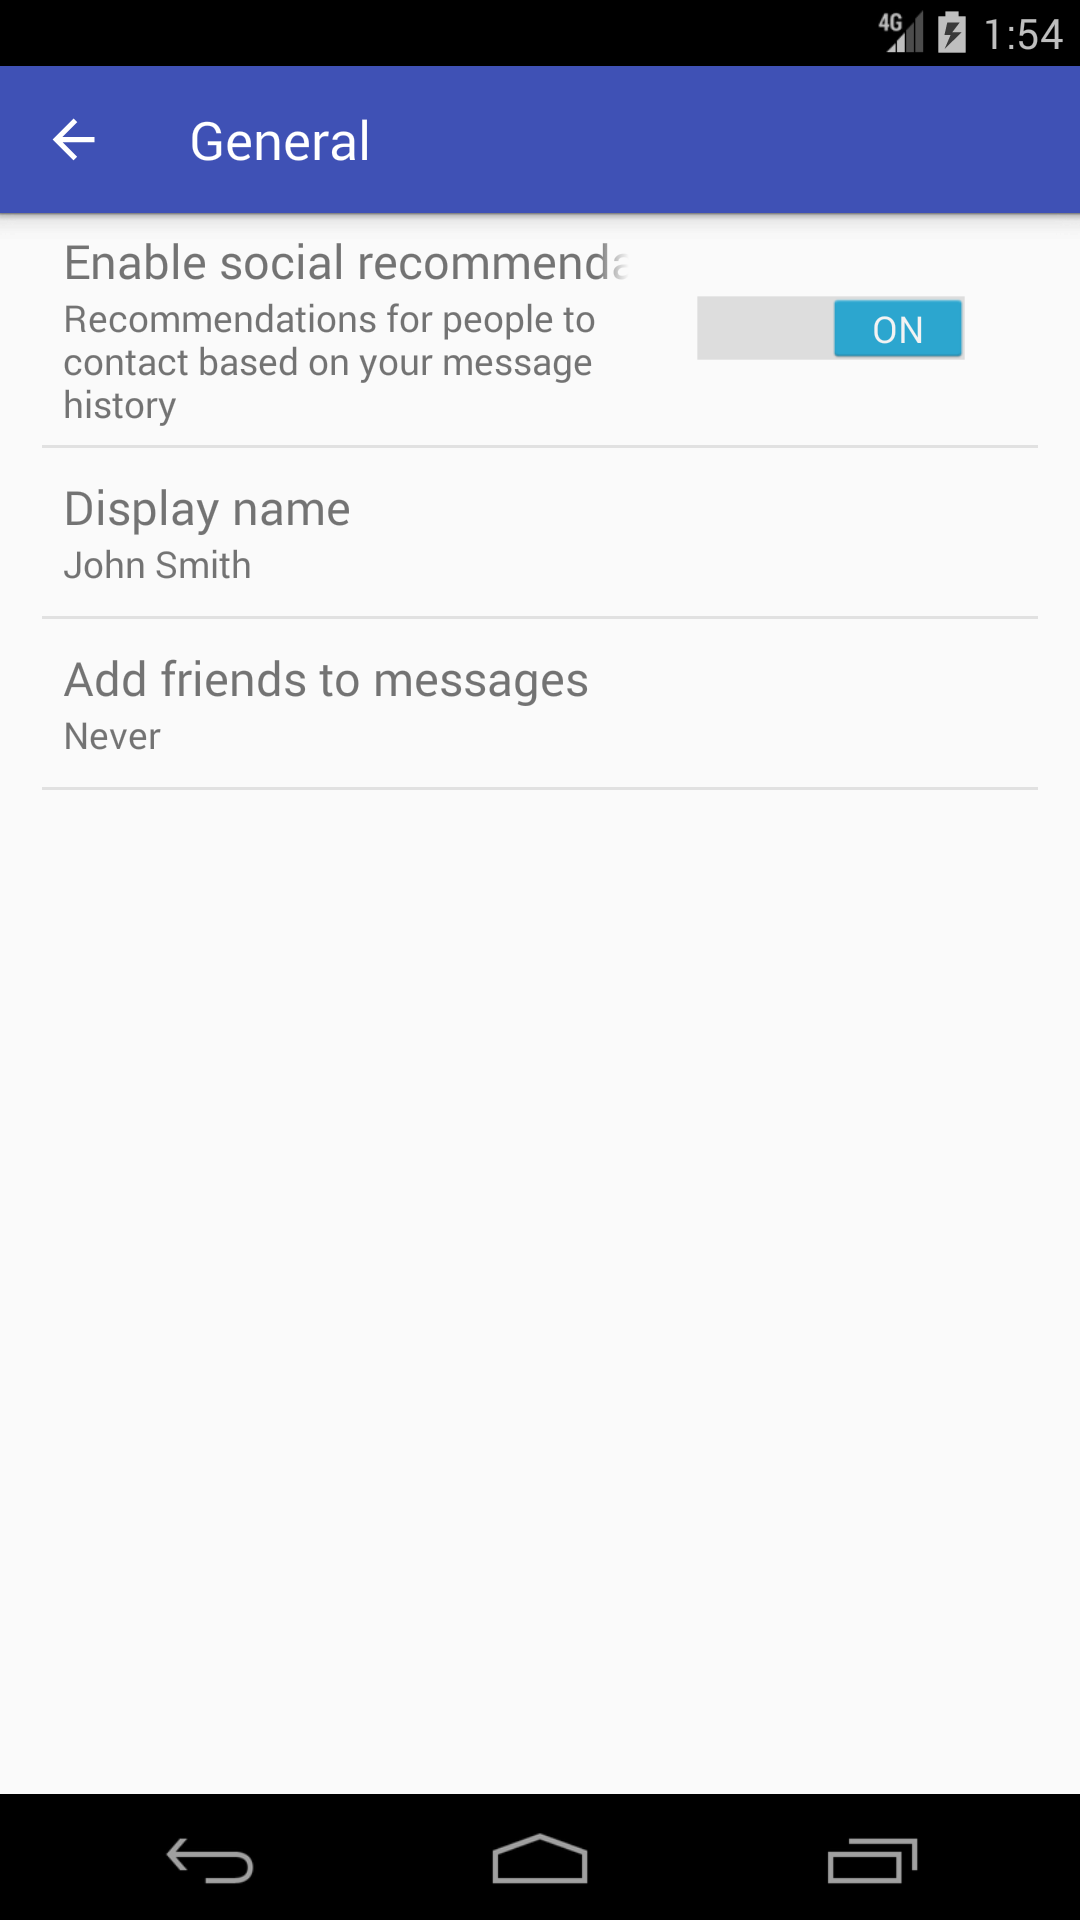 4G 1:54
General
Enable social recommenda
Recommendations for people to
contact based on your message
history
ON
Display name
John Smith
Add friends to messages
Never